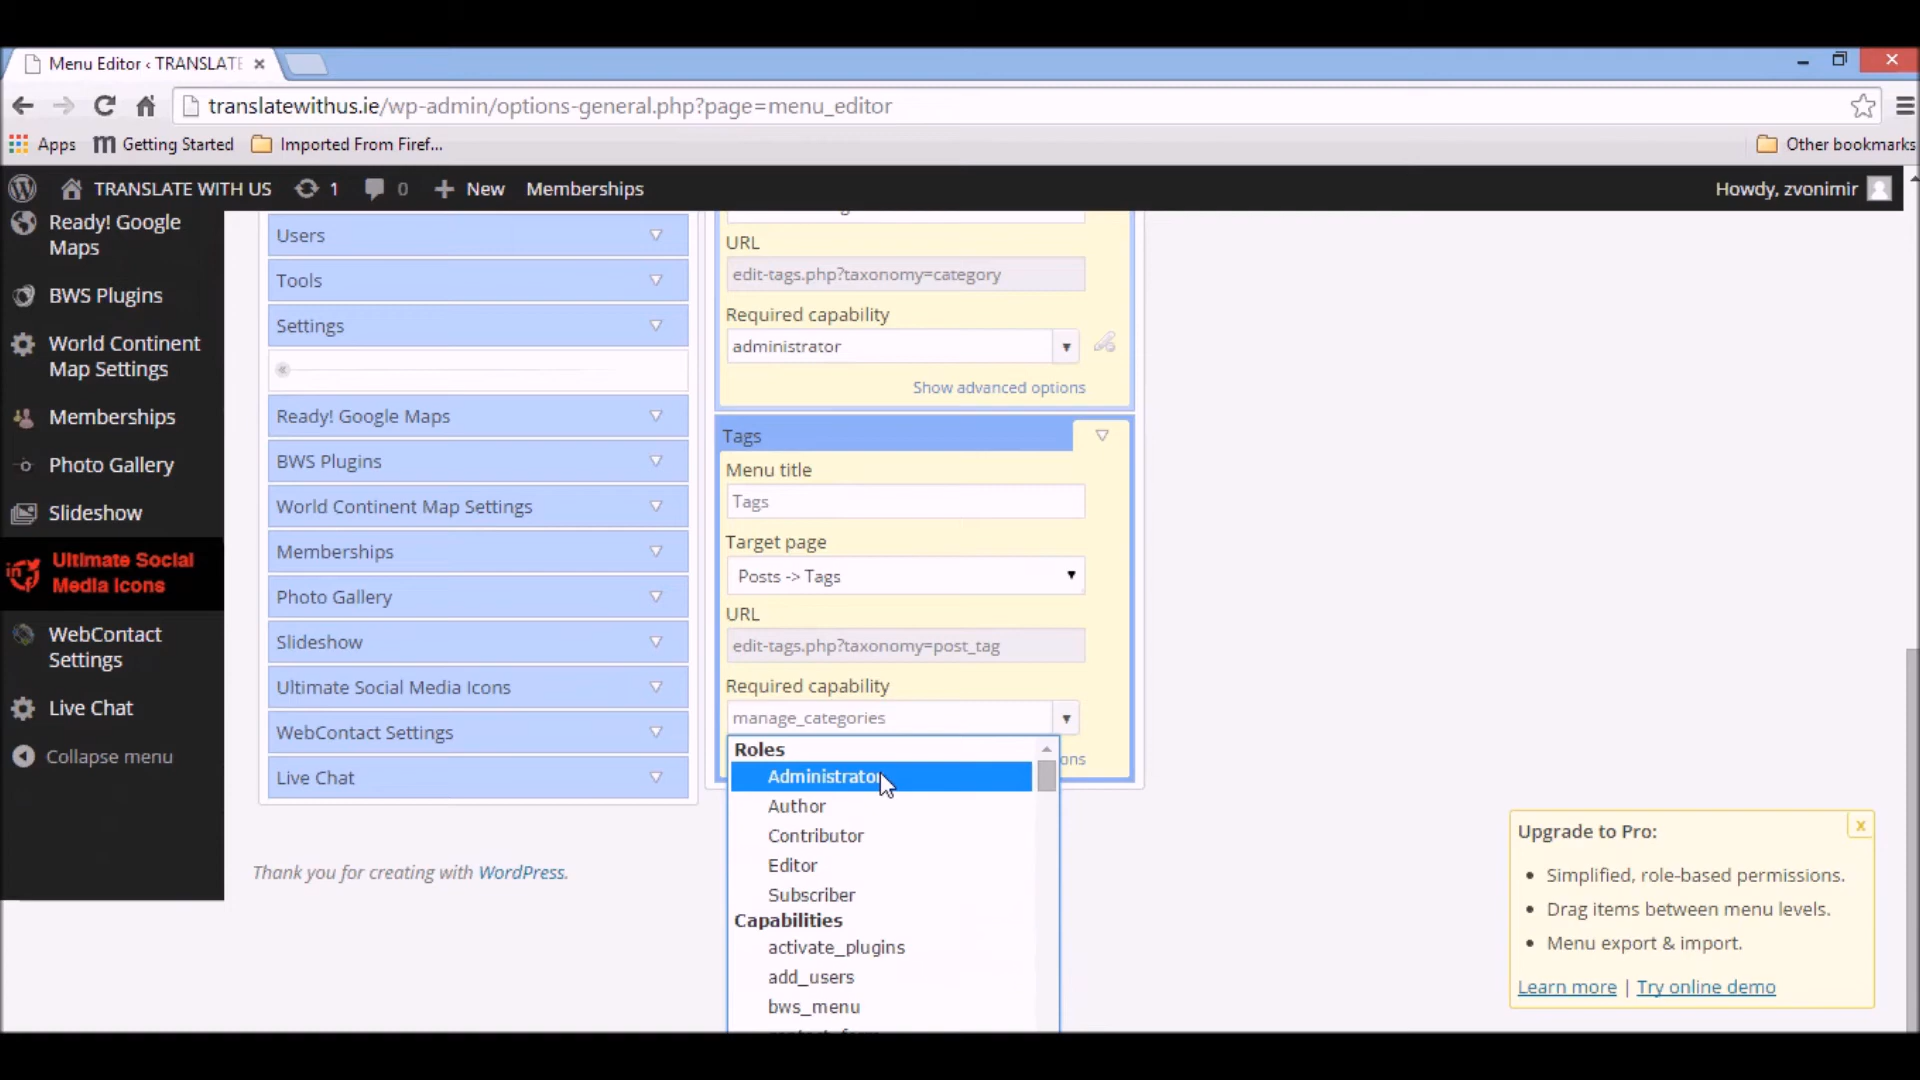 Menu Editor ‹ TRANSLATE
translatewithus.ie/wp-admin/options-general.php?page=menu_editor
Apps
Getting Started
Imported From Firef...
Other bookmarks
TRANSLATE WITH US
1
0
New
Memberships
Howdy, zvonimir
Ready! Google
Maps
BWS Plugins
World Continent
Map Settings
Memberships
Photo Gallery
Slideshow
Ultimate Social
Media Icons
WebContact
Settings
Live Chat
Collapse menu
Users
Tools
Settings
Ready! Google Maps
BWS Plugins
World Continent Map Settings
Memberships
Photo Gallery
Slideshow
Ultimate Social Media Icons
WebContact Settings
Live Chat
Thank you for creating with WordPress.
URL
edit-tags.php?taxonomy=category
Required capability
administrator
Show advanced options
Tags
Menu title
Tags
Target page
Posts -> Tags
URL
edit-tags.php?taxonomy=post_tag
Required capability
manage_categories
ons
Roles
Administrator
Author
Contributor
Editor
Subscriber
Capabilities
activate_plugins
add_users
bws_menu
Upgrade to Pro:
x
• Simplified, role-based permissions.
• Drag items between menu levels.
• Menu export & import.
Learn more | Try online demo